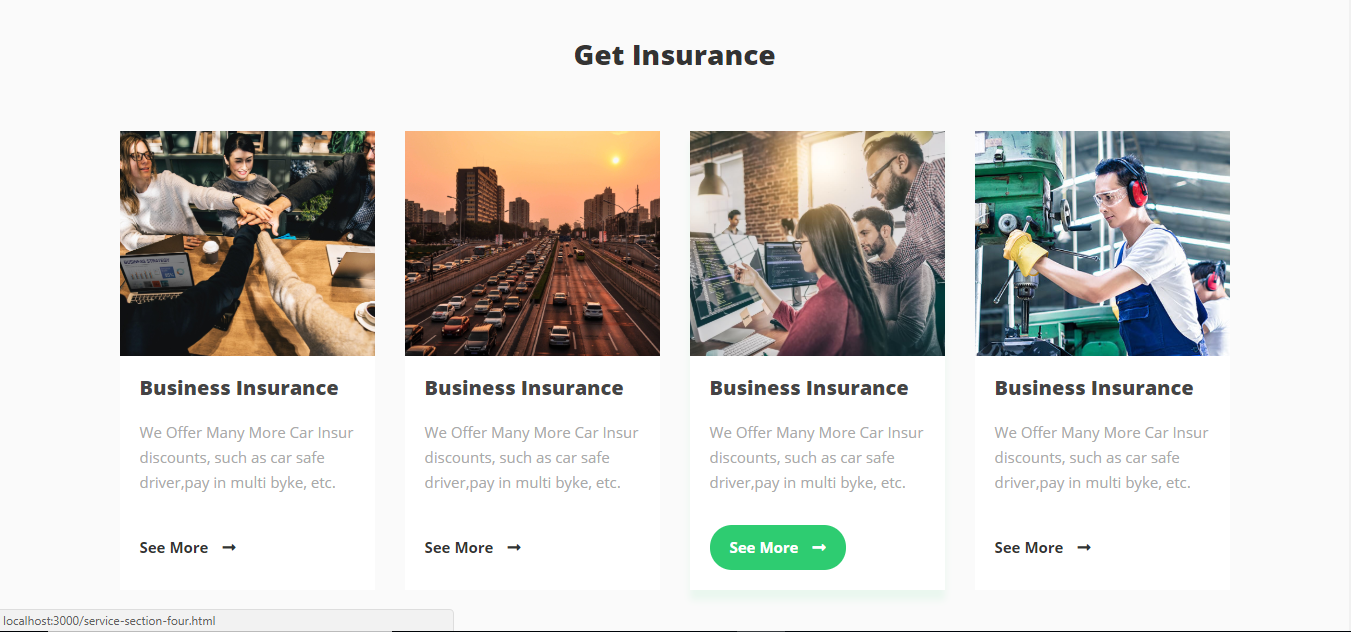 Get Insurance
BUSINESS STRATEGY
Business Insurance
We Offer Many More Car Insur
discounts, such as car safe
driver,pay in multi byke, etc.
See More
Business Insurance
We Offer Many More Car Insur
discounts, such as car safe
driver,pay in multi byke, etc.
See More
Business Insurance
We Offer Many More Car Insur
discounts, such as car safe
driver,pay in multi byke, etc.
See More
Business Insurance
We Offer Many More Car Insur
discounts, such as car safe
driver,pay in multi byke, etc.
See More
localhost:3000/service-section-four.html